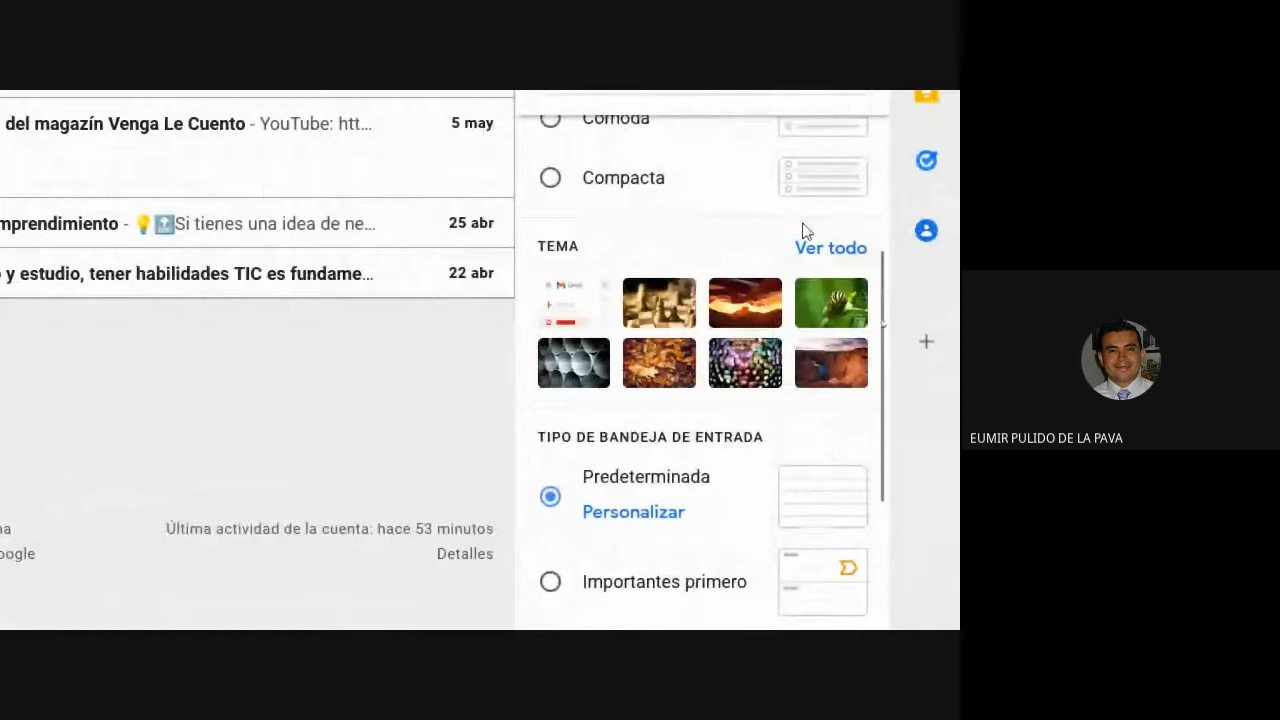 del magazín Venga Le Cuento - YouTube: htt... 5 may
Cómoda
Compacta
mprendimiento - 💡🔝Si tienes una idea de ne... 25 abr
TEMA Ver todo
o y estudio, tener habilidades TIC es fundame... 22 abr
Gmail
TIPO DE BANDEJA DE ENTRADA
Predeterminada
Personalizar
Última actividad de la cuenta: hace 53 minutos
oogle Detalles
Importantes primero
EUMIR PULIDO DE LA PAVA